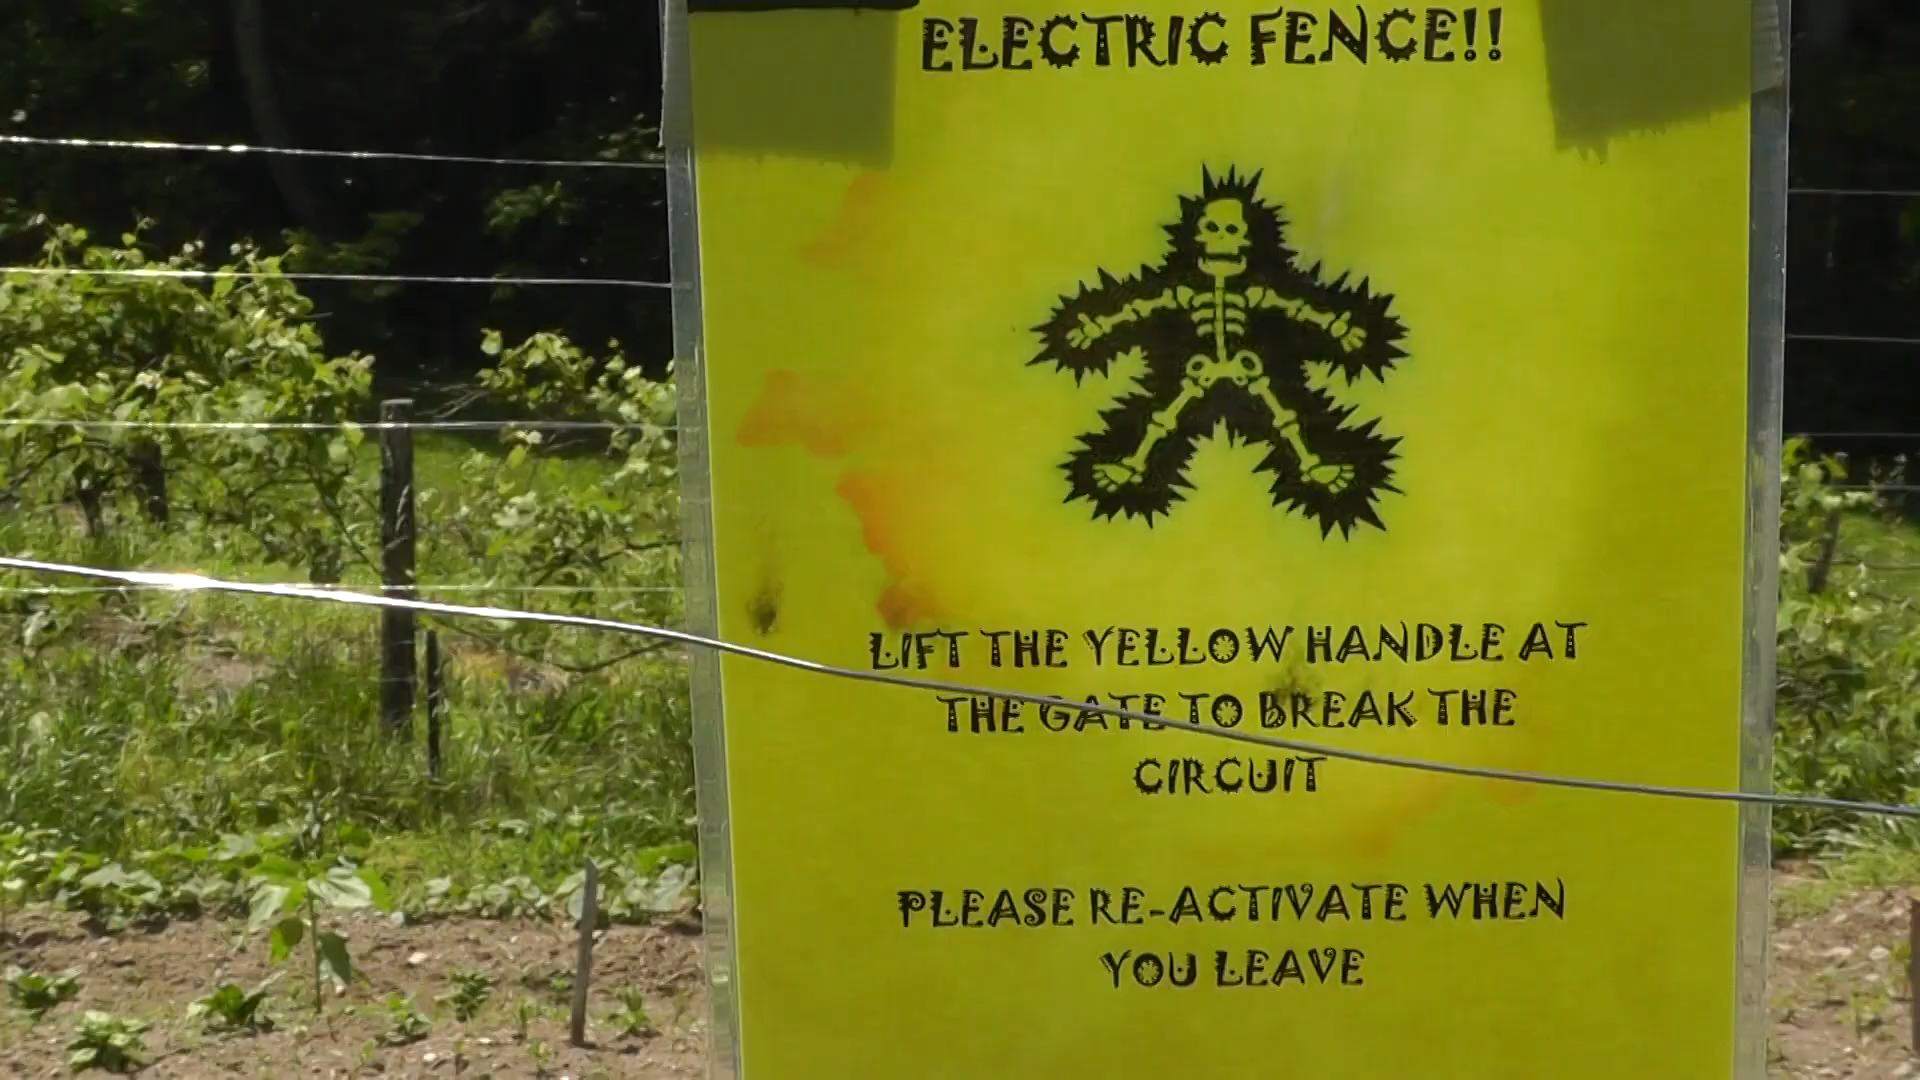 ELECTRIC FENCE!!
LIFT THE YELLOW HANDLE AT
THE GATE TO BREAK THE
CIRCUIT
PLEASE RE-ACTIVATE WHEN
YOU LEAVE